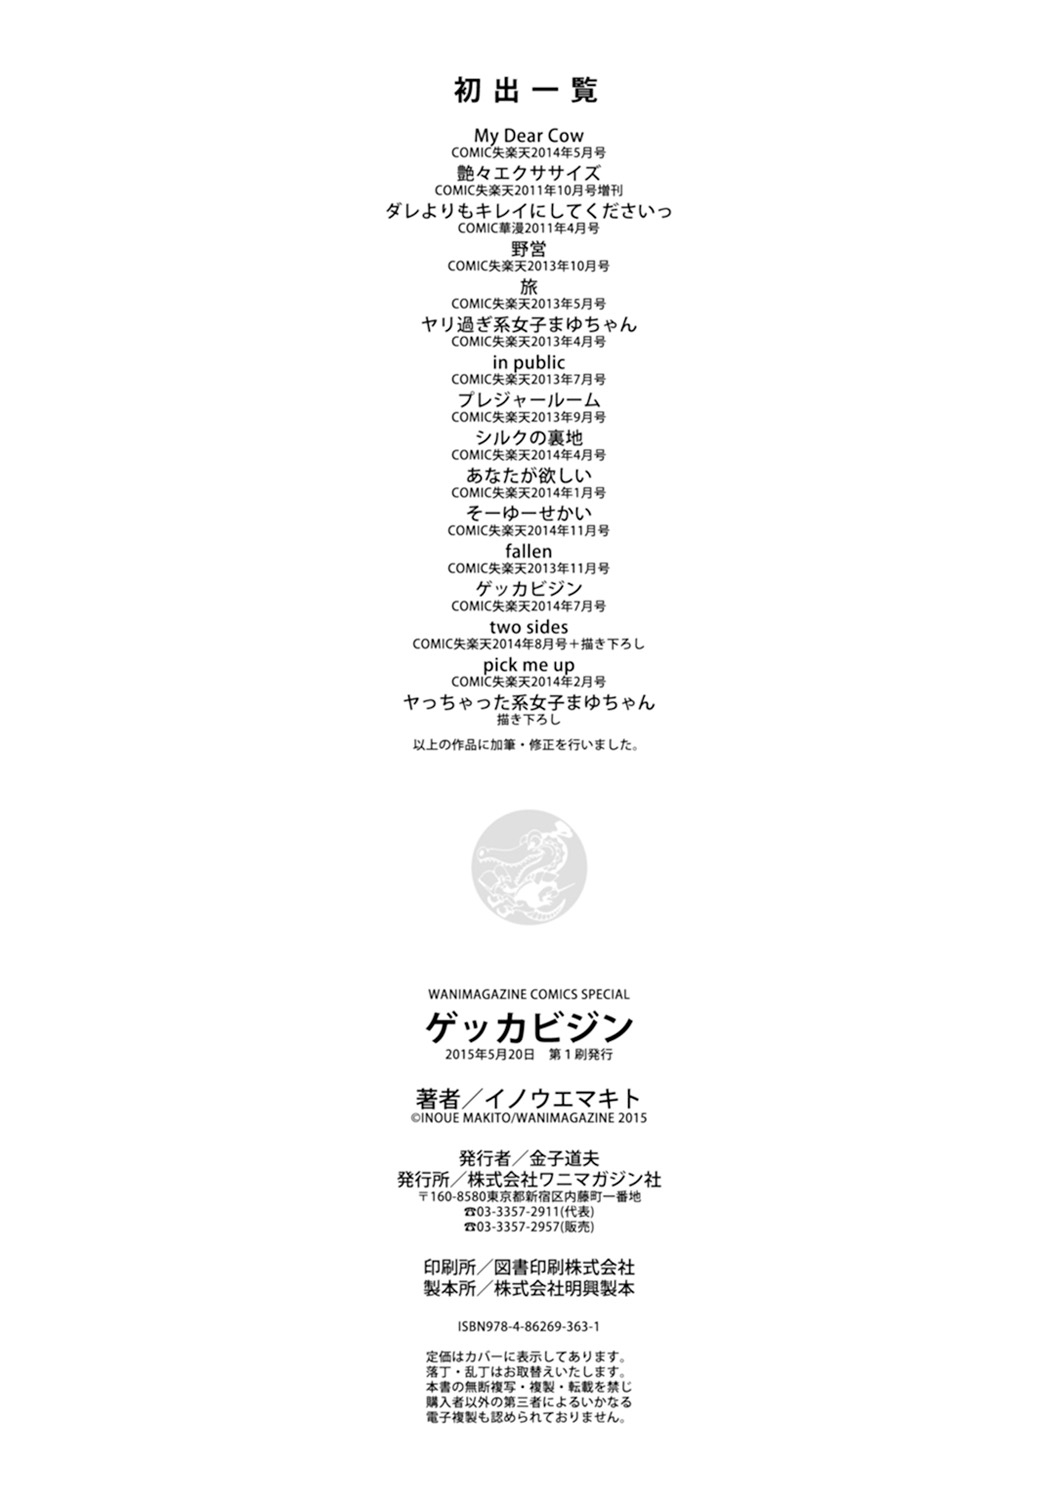 初出一覧
My Dear Cow
COMIC失楽天2014年5月号
艶々エクササイズ
COMIC失楽天2011年10月号増刊
ダレよりもキレイにしてくださいっ
COMIC華漫2011年4月号
野営
COMIC失楽天2013年10月号
旅
COMIC失楽天2013年5月号
ヤリ過ぎ系女子まゆちゃん
COMIC失楽天2013年4月号
in public
COMIC失楽天2013年7月号
プレジャールーム
COMIC失楽天2013年9月号
シルクの裏地
COMIC失楽天2014年4月号
あなたが欲しい
COMIC失楽天2014年1月号
そーゆーせかい
COMIC失楽天2014年11月号
fallen
COMIC失楽天2013年11月号
ゲッカビジン
COMIC失楽天2014年7月号
two sides
COMIC失楽天2014年8月号＋描き下ろし
pick me up
COMIC失楽天2014年2月号
ヤっちゃった系女子まゆちゃん
描き下ろし
以上の作品に加筆・修正を行いました。
WANIMAGAZINE COMICS SPECIAL
ゲッカビジン
2015年5月20日　第１刷発行
著者／イノウエマキト
©INOUE MAKITO/WANIMAGAZINE 2015
発行者／金子道夫
発行所／株式会社ワニマガジン社
〒160-8580東京都新宿区内藤町一番地
☎03-3357-2911(代表)
☎03-3357-2957(販売)
印刷所／図書印刷株式会社
製本所／株式会社明興製本
ISBN978-4-86269-363-1
定価はカバーに表示してあります。
落丁・乱丁はお取替えいたします。
本書の無断複写・複製・転載を禁じ
購入者以外の第三者によるいかなる
電子複製も認められておりません。